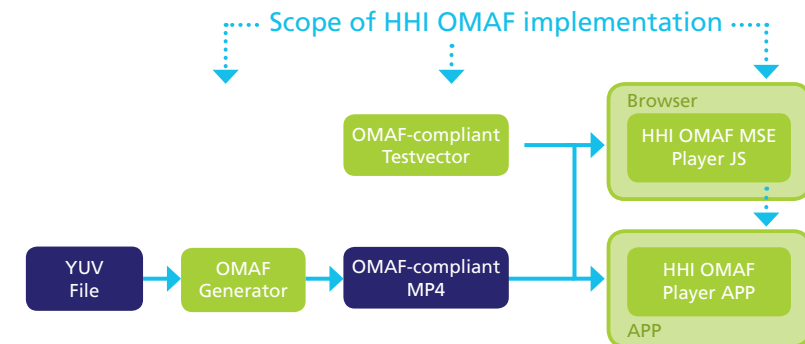 Scope of HHI OMAF implementation
Browser
OMAF-compliant
Testvector
HHI OMAF MSE
Player JS
YUV
File
OMAF
Generator
OMAF-compliant
MP4
HHI OMAF
Player APP
APP